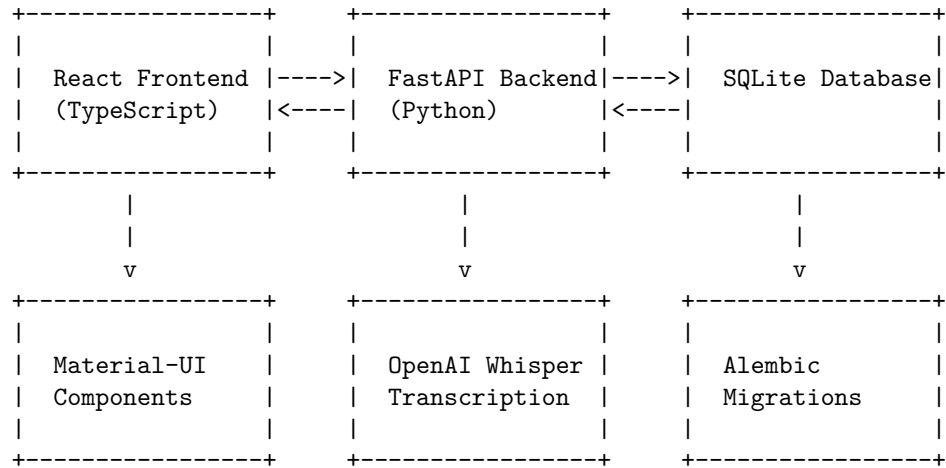 React Frontend
(TypeScript)
FastAPI Backend
(Python)
SQLite Database
v
v
v
Material-UI
Components
OpenAI Whisper
Transcription
Alembic
Migrations